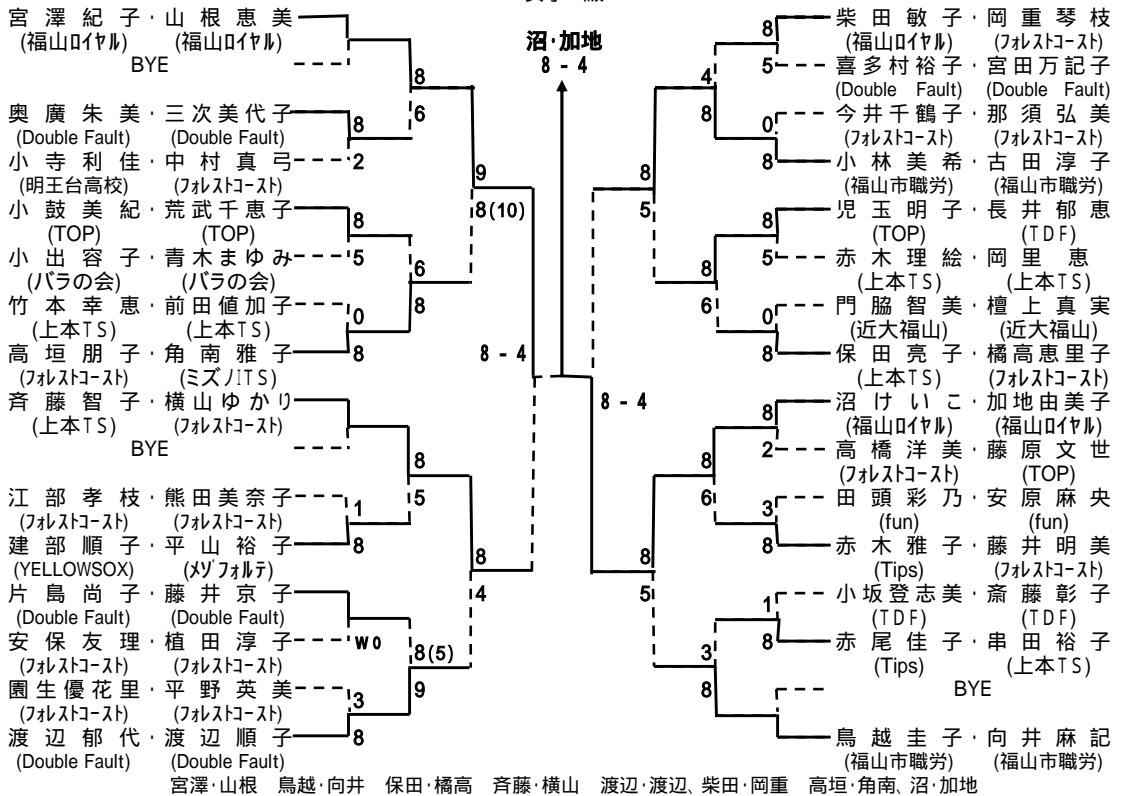 沼・加地
8 - 4
宮澤紀子・山根恵美
(福山ロイヤル) (福山ロイヤル)
BYE
奥廣朱美・三次美代子
(Double Fault) (Double Fault)
小寺利佳・中村真弓
(明王台高校) (フォレストコースト)
小鼓美紀・荒武千恵子
(TOP) (TOP)
小出容子・青木まゆみ
(バラの会) (バラの会)
竹本幸恵・前田値加子
(上本TS) (上本TS)
高垣朋子・角南雅子
(フォレストコースト) (ミズノITS)
斉藤智子・横山ゆかり
(上本TS) (フォレストコースト)
BYE
江部孝枝・熊田美奈子
(フォレストコースト) (フォレストコースト)
建部順子・平山裕子
(YELLOWSOX) (メゾフォルテ)
片島尚子・藤井京子
(Double Fault) (Double Fault)
安保友理・植田淳子
(フォレストコースト) (フォレストコースト)
園生優花里・平野英美
(フォレストコースト) (フォレストコースト)
渡辺郁代・渡辺順子
(Double Fault) (Double Fault)
8
2
8
5
0
8
1
8
W0
3
8
8
6
6
8
8
5
8(5)
9
9
8(10)
8
4
8 - 4
8 - 4
8
5
8
5
4
8
8
6
8
6
3
8
8
5
0
8
8
5
0
8
8
2
3
8
1
8
柴田敏子・岡重琴枝
(福山ロイヤル) (フォレストコースト)
喜多村裕子・宮田万記子
(Double Fault) (Double Fault)
今井千鶴子・那須弘美
(フォレストコースト) (フォレストコースト)
小林美希・古田淳子
(福山市職労) (福山市職労)
児玉明子・長井郁恵
(TOP) (TDF)
赤木理絵・岡里恵
(上本TS) (上本TS)
門脇智美・檀上真実
(近大福山) (近大福山)
保田亮子・橘高恵里子
(上本TS) (フォレストコースト)
沼けいこ・加地由美子
(福山ロイヤル) (福山ロイヤル)
高橋洋美・藤原文世
(フォレストコースト) (TOP)
田頭彩乃・安原麻央
(fun) (fun)
赤木雅子・藤井明美
(Tips) (フォレストコースト)
小坂登志美・斎藤彰子
(TDF) (TDF)
赤尾佳子・串田裕子
(Tips) (上本TS)
BYE
鳥越圭子・向井麻記
(福山市職労) (福山市職労)
宮澤・山根 鳥越・向井 保田・橘高 斉藤・横山 渡辺・渡辺、柴田・岡重 高垣・角南、沼・加地